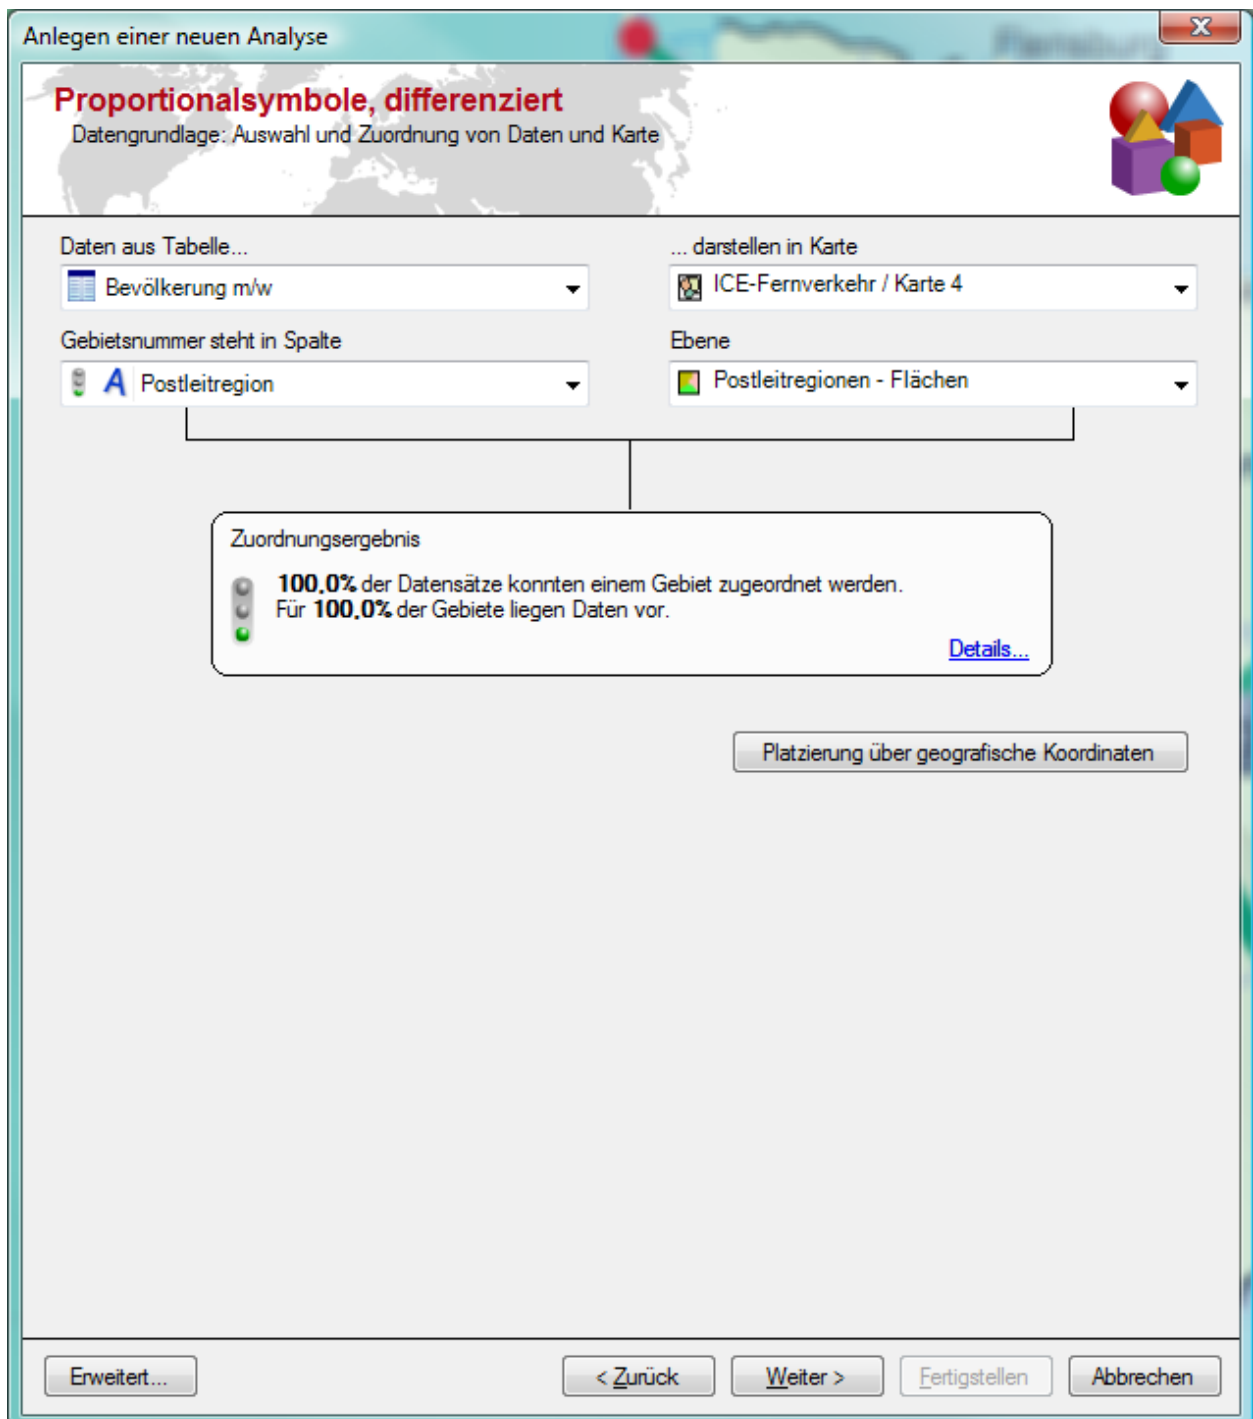 Anlegen einer neuen Analyse
Flensburg
Proportionalsymbole, differenziert
Datengrundlage: Auswahl und Zuordnung von Daten und Karte
Daten aus Tabelle...
... darstellen in Karte
Bevölkerung m/w
ICE-Fernverkehr / Karte 4
Gebietsnummer steht in Spalte
Ebene
A Postleitregion
Postleitregionen - Flächen
Zuordnungsergebnis
100,0% der Datensätze konnten einem Gebiet zugeordnet werden.
Für 100,0% der Gebiete liegen Daten vor.
Details...
Platzierung über geografische Koordinaten
Erweitert...
< Zurück
Weiter >
Fertigstellen
Abbrechen